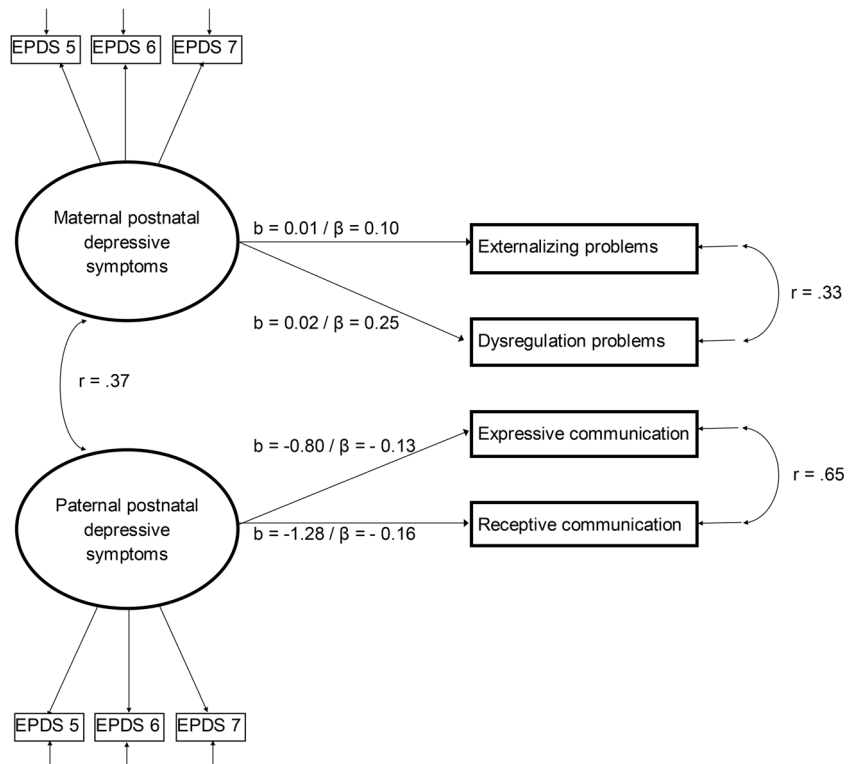 EPDS 5 EPDS 6 EPDS 7
Maternal postnatal
depressive
symptoms
b = 0.01 / β = 0.10
Externalizing problems
r = .33
b = 0.02 / β = 0.25
Dysregulation problems
r = .37
Expressive communication
b = -0.80 / β = - 0.13
r = .65
Paternal postnatal
depressive
symptoms
Receptive communication
b = -1.28 / β = - 0.16
EPDS 5 EPDS 6 EPDS 7